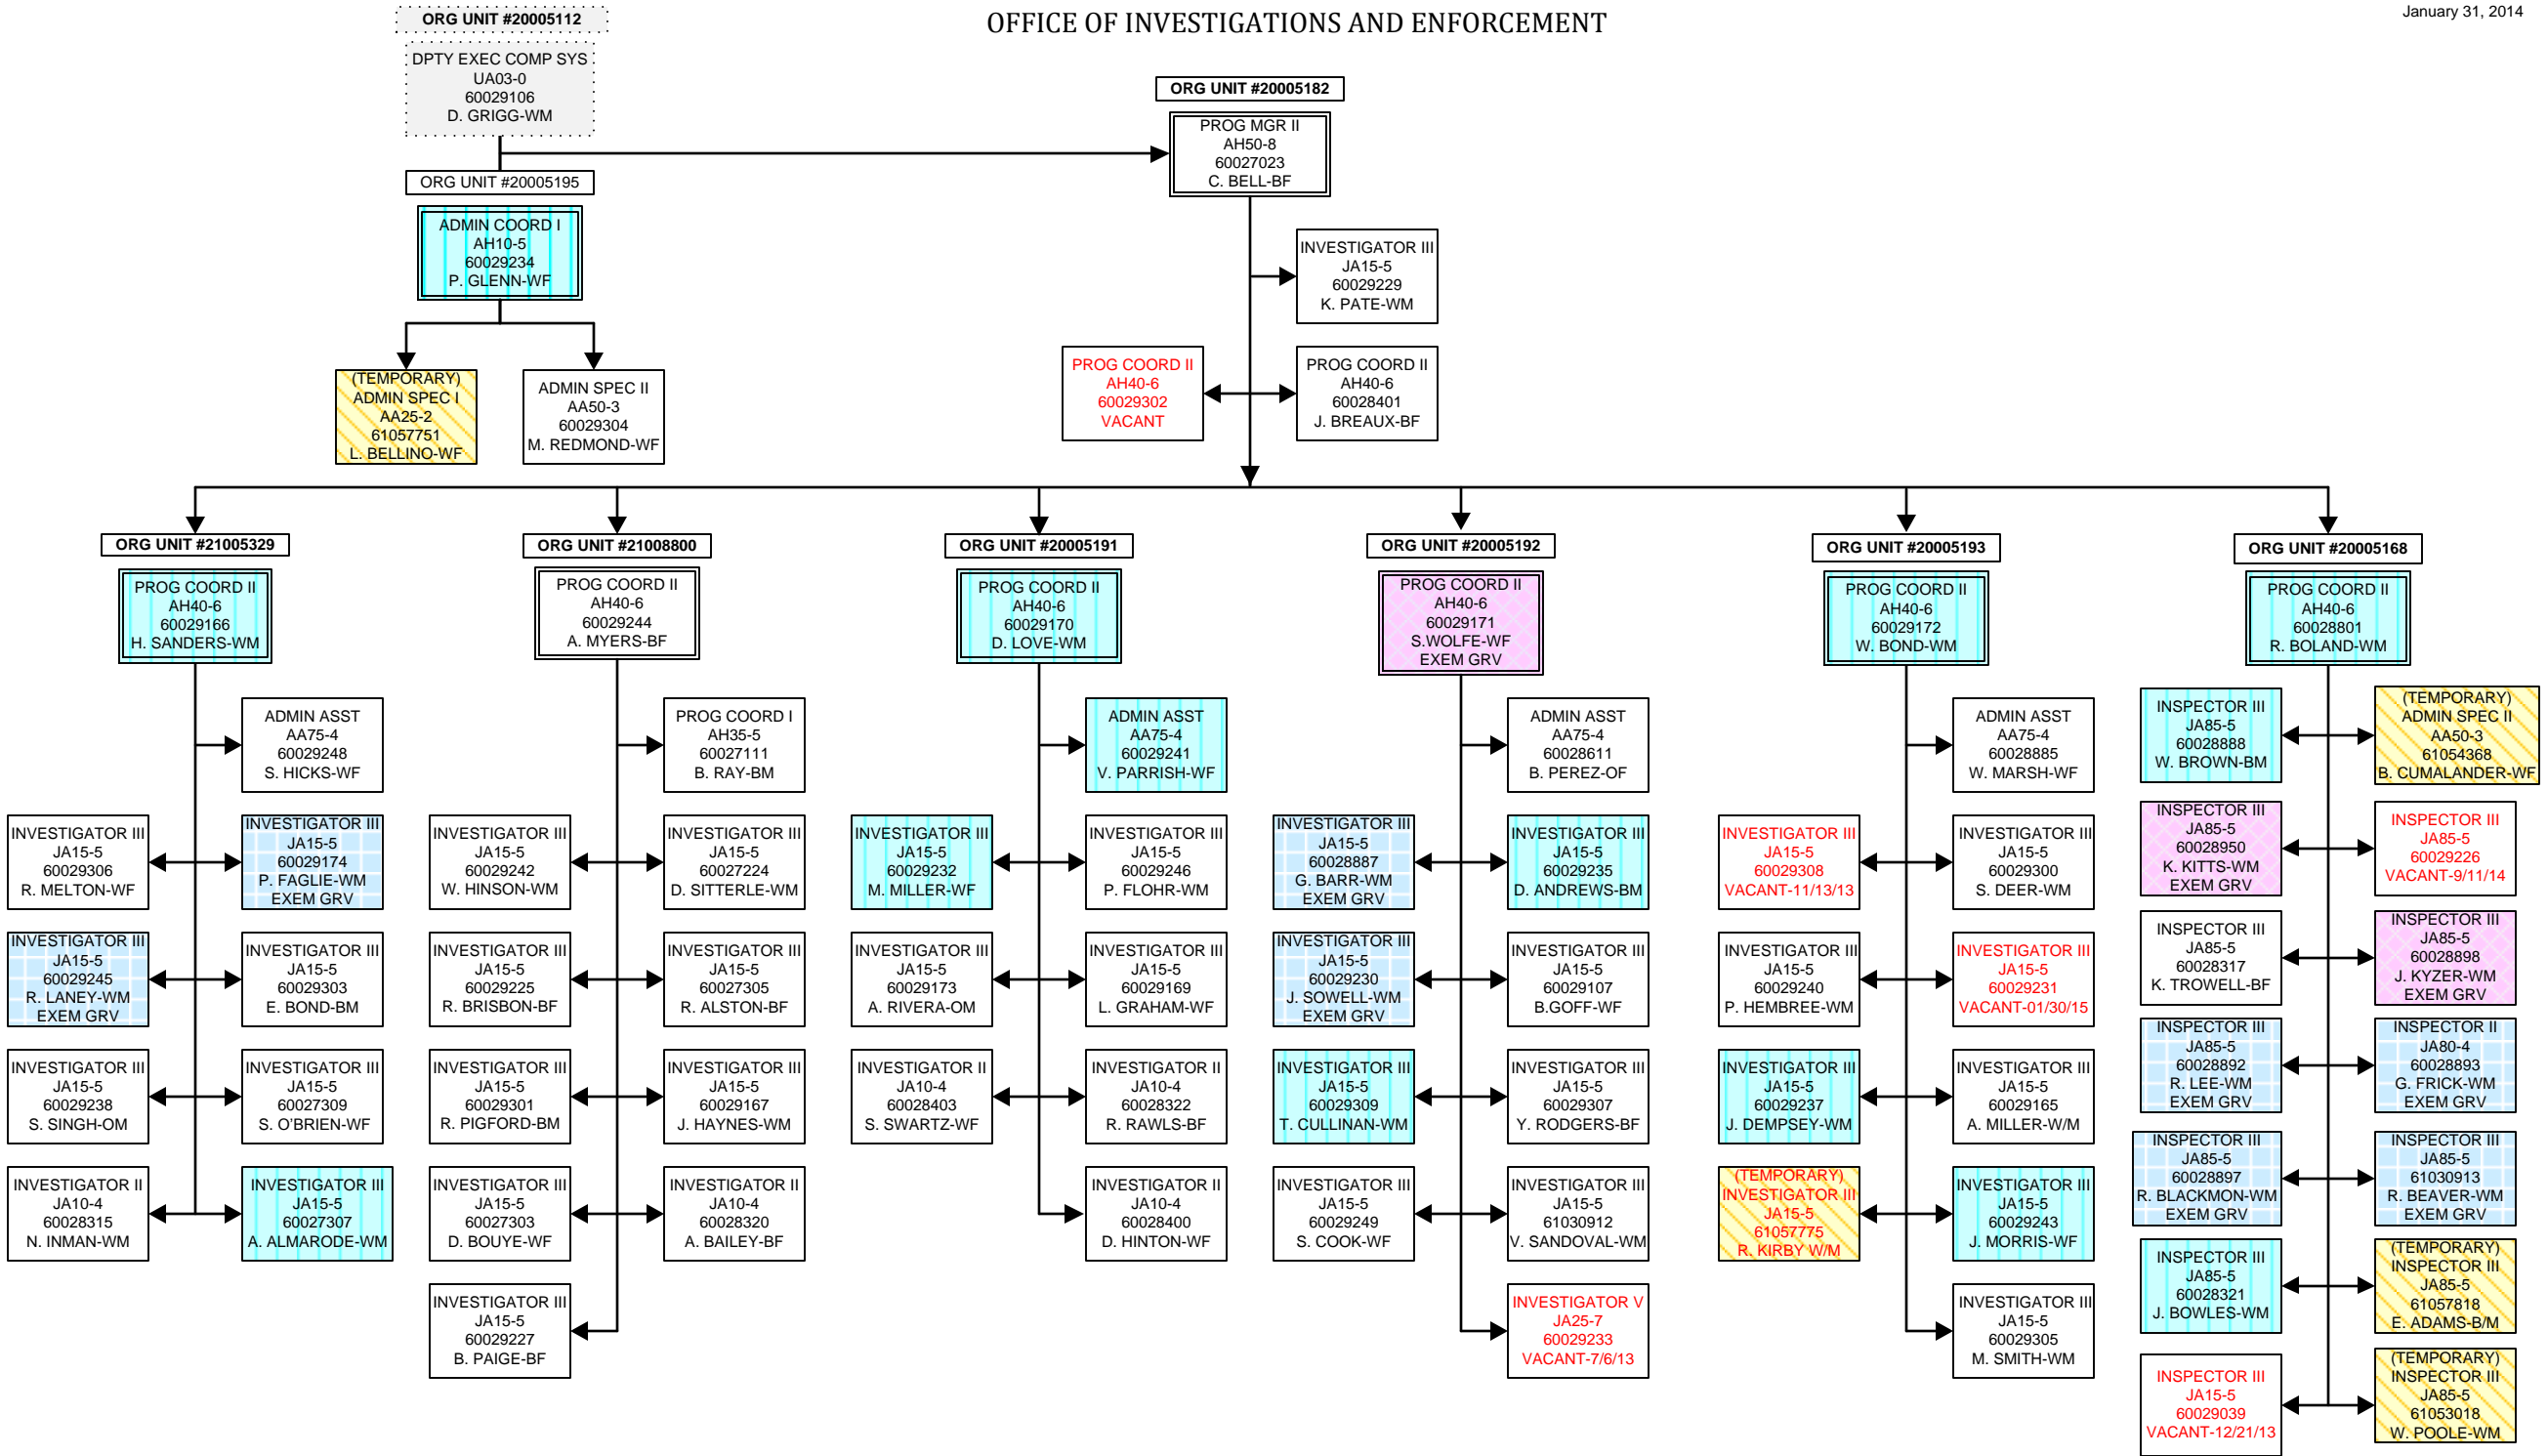 ORG UNIT #20005112
OFFICE OF INVESTIGATIONS AND ENFORCEMENT
January 31, 2014
DPTY EXEC COMP SYS
UA03-0
60029106
D. GRIGG-WM
ORG UNIT #20005182
PROG MGR II
AH50-8
60027023
C. BELL-BF
ORG UNIT #20005195
ADMIN COORD I
AH10-5
60029234
P. GLENN-WF
INVESTIGATOR III
JA15-5
60029229
K. PATE-WM
(TEMPORARY)
ADMIN SPEC I
AA25-2
61057751
L. BELLINO-WF
ADMIN SPEC II
AA50-3
60029304
M. REDMOND-WF
PROG COORD II
AH40-6
60029302
VACANT
PROG COORD II
AH40-6
60028401
J. BREAUX-BF
ORG UNIT #21005329
PROG COORD II
AH40-6
60029166
H. SANDERS-WM
ADMIN ASST
AA75-4
60029248
S. HICKS-WF
INVESTIGATOR III
JA15-5
60029306
R. MELTON-WF
INVESTIGATOR III
JA15-5
60029174
P. FAGLIE-WM
EXEM GRV
INVESTIGATOR III
JA15-5
60029245
R. LANEY-WM
EXEM GRV
INVESTIGATOR III
JA15-5
60029303
E. BOND-BM
INVESTIGATOR III
JA15-5
60029238
S. SINGH-OM
INVESTIGATOR III
JA15-5
60027309
S. O'BRIEN-WF
INVESTIGATOR II
JA10-4
60028315
N. INMAN-WM
INVESTIGATOR III
JA15-5
60027307
A. ALMARODE-WM
ORG UNIT #21008800
PROG COORD II
AH40-6
60029244
A. MYERS-BF
PROG COORD I
AH35-5
60027111
B. RAY-BM
INVESTIGATOR III
JA15-5
60029242
W. HINSON-WM
INVESTIGATOR III
JA15-5
60027224
D. SITTERLE-WM
INVESTIGATOR III
JA15-5
60029225
R. BRISBON-BF
INVESTIGATOR III
JA15-5
60027305
R. ALSTON-BF
INVESTIGATOR III
JA15-5
60029301
R. PIGFORD-BM
INVESTIGATOR III
JA15-5
60029167
J. HAYNES-WM
INVESTIGATOR III
JA15-5
60027303
D. BOUYE-WF
INVESTIGATOR II
JA10-4
60028320
A. BAILEY-BF
INVESTIGATOR III
JA15-5
60029227
B. PAIGE-BF
ORG UNIT #20005191
PROG COORD II
AH40-6
60029170
D. LOVE-WM
ADMIN ASST
AA75-4
60029241
V. PARRISH-WF
INVESTIGATOR III
JA15-5
60029232
M. MILLER-WF
INVESTIGATOR III
JA15-5
60029246
P. FLOHR-WM
INVESTIGATOR III
JA15-5
60029173
A. RIVERA-OM
INVESTIGATOR III
JA15-5
60029169
L. GRAHAM-WF
INVESTIGATOR II
JA10-4
60028403
S. SWARTZ-WF
INVESTIGATOR II
JA10-4
60028322
R. RAWLS-BF
INVESTIGATOR II
JA10-4
60028400
D. HINTON-WF
ORG UNIT #20005192
PROG COORD II
AH40-6
60029171
S.WOLFE-WF
EXEM GRV
ADMIN ASST
AA75-4
60028611
B. PEREZ-OF
INVESTIGATOR III
JA15-5
60028887
G. BARR-WM
EXEM GRV
INVESTIGATOR III
JA15-5
60029235
D. ANDREWS-BM
INVESTIGATOR III
JA15-5
60029230
J. SOWELL-WM
EXEM GRV
INVESTIGATOR III
JA15-5
60029107
B.GOFF-WF
INVESTIGATOR III
JA15-5
60029309
T. CULLINAN-WM
INVESTIGATOR III
JA15-5
60029307
Y. RODGERS-BF
INVESTIGATOR III
JA15-5
60029249
S. COOK-WF
INVESTIGATOR III
JA15-5
61030912
V. SANDOVAL-WM
INVESTIGATOR V
JA25-7
60029233
VACANT-7/6/13
ORG UNIT #20005193
PROG COORD II
AH40-6
60029172
W. BOND-WM
ADMIN ASST
AA75-4
60028885
W. MARSH-WF
INVESTIGATOR III
JA15-5
60029308
VACANT-11/13/13
INVESTIGATOR III
JA15-5
60029300
S. DEER-WM
INVESTIGATOR III
JA15-5
60029240
P. HEMBREE-WM
INVESTIGATOR III
JA15-5
60029231
VACANT-01/30/15
INVESTIGATOR III
JA15-5
60029237
J. DEMPSEY-WM
INVESTIGATOR III
JA15-5
60029165
A. MILLER-W/M
(TEMPORARY)
INVESTIGATOR III
JA15-5
61057775
R. KIRBY W/M
INVESTIGATOR III
JA15-5
60029243
J. MORRIS-WF
INVESTIGATOR III
JA15-5
60029305
M. SMITH-WM
ORG UNIT #20005168
PROG COORD II
AH40-6
60028801
R. BOLAND-WM
INSPECTOR III
JA85-5
60028888
W. BROWN-BM
(TEMPORARY)
ADMIN SPEC II
AA50-3
61054368
B. CUMALANDER-WF
INSPECTOR III
JA85-5
60028950
K. KITTS-WM
EXEM GRV
INSPECTOR III
JA85-5
60029226
VACANT-9/11/14
INSPECTOR III
JA85-5
60028317
K. TROWELL-BF
INSPECTOR III
JA85-5
60028898
J. KYZER-WM
EXEM GRV
INSPECTOR III
JA85-5
60028892
R. LEE-WM
EXEM GRV
INSPECTOR II
JA80-4
60028893
G. FRICK-WM
EXEM GRV
INSPECTOR III
JA85-5
60028897
R. BLACKMON-WM
EXEM GRV
INSPECTOR III
JA85-5
61030913
R. BEAVER-WM
EXEM GRV
INSPECTOR III
JA85-5
60028321
J. BOWLES-WM
(TEMPORARY)
INSPECTOR III
JA85-5
61057818
E. ADAMS-B/M
INSPECTOR III
JA15-5
60029039
VACANT-12/21/13
(TEMPORARY)
INSPECTOR III
JA85-5
61053018
W. POOLE-WM